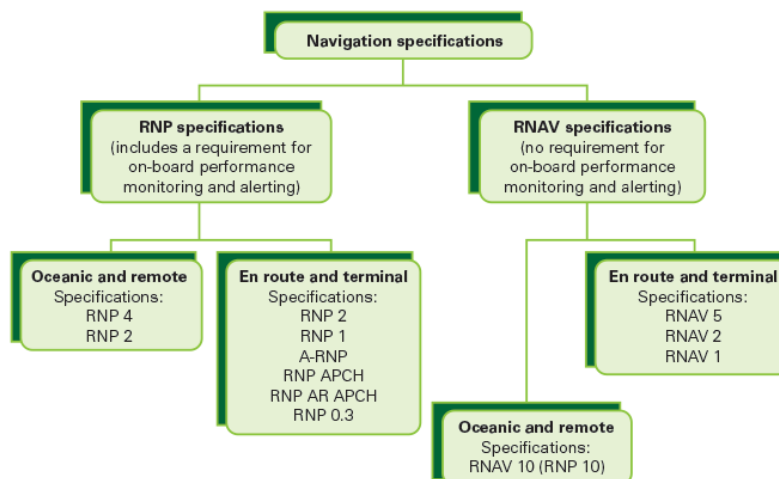 Navigation specifications
RNP specifications
(includes a requirement for
on-board performance
monitoring and alerting)
RNAV specifications
(no requirement for
on-board performance
monitoring and alerting)
Oceanic and remote
Specifications:
RNP 4
RNP 2
En route and terminal
Specifications:
RNP 2
RNP 1
A-RNP
RNP APCH
RNP AR APCH
RNP 0.3
Oceanic and remote
Specifications:
RNAV 10 (RNP 10)
En route and terminal
Specifications:
RNAV 5
RNAV 2
RNAV 1